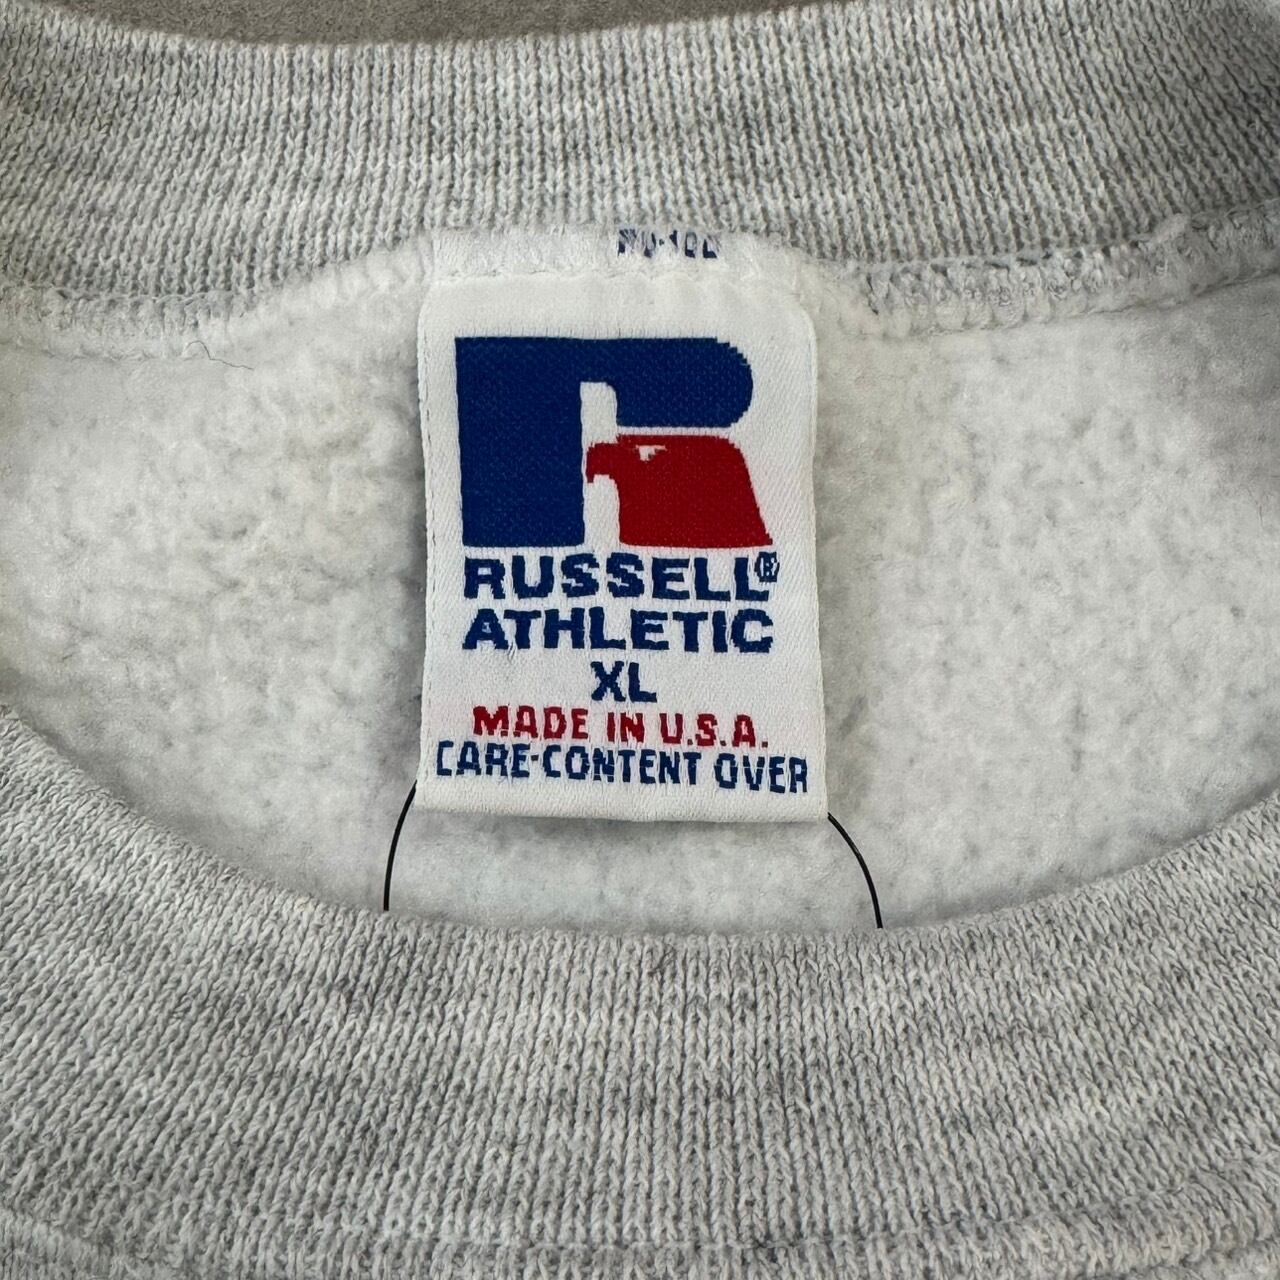 RUSSELL®
ATHLETIC
XL
MADE IN U.S.A.
CARE-CONTENT OVER